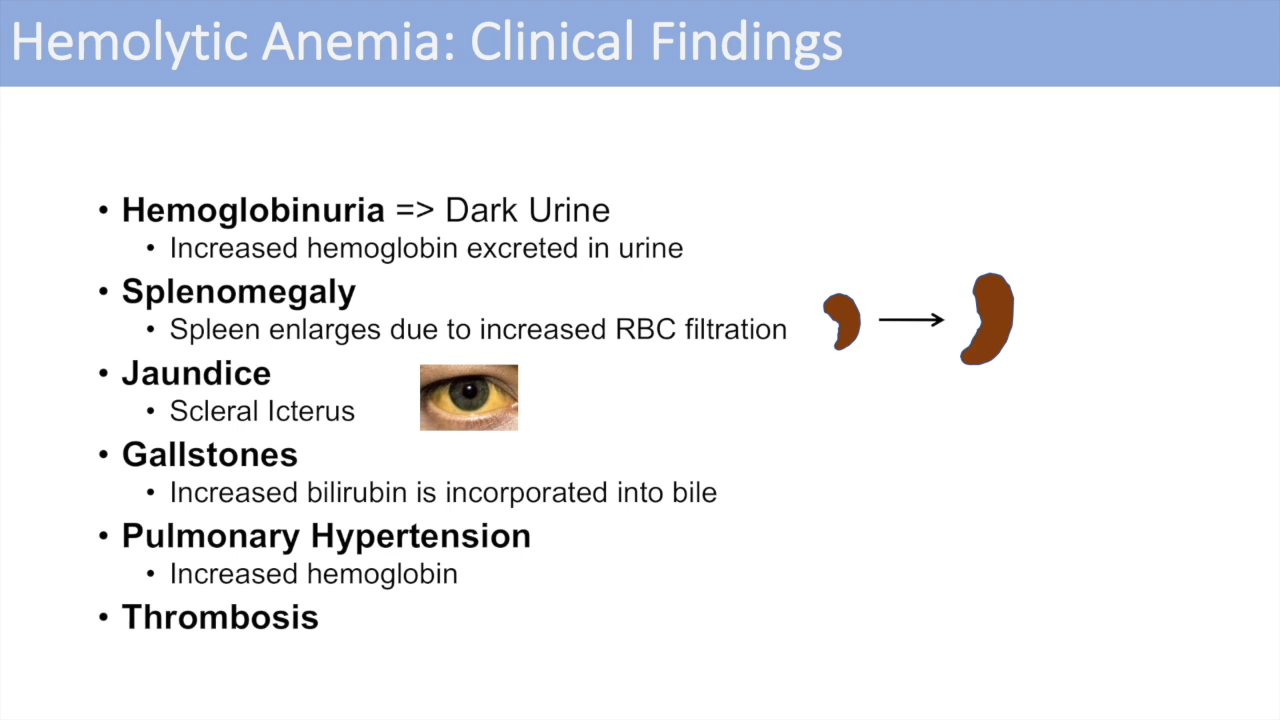 Hemolytic Anemia: Clinical Findings
• Hemoglobinuria => Dark Urine
• Increased hemoglobin excreted in urine
• Splenomegaly
• Spleen enlarges due to increased RBC filtration
• Jaundice
• Scleral Icterus
• Gallstones
• Increased bilirubin is incorporated into bile
• Pulmonary Hypertension
• Increased hemoglobin
• Thrombosis